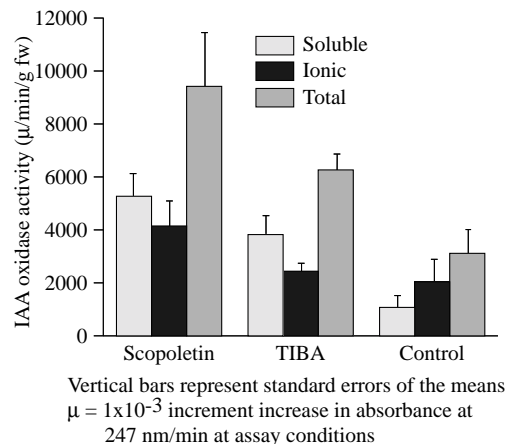 12000
10000
8000
6000
4000
2000
0
IAA oxidase activity (μ/min/g fw)
Soluble
Ionic
Total
Scopoletin TIBA Control
Vertical bars represent standard errors of the means
μ = 1x10⁻³ increment increase in absorbance at
247 nm/min at assay conditions